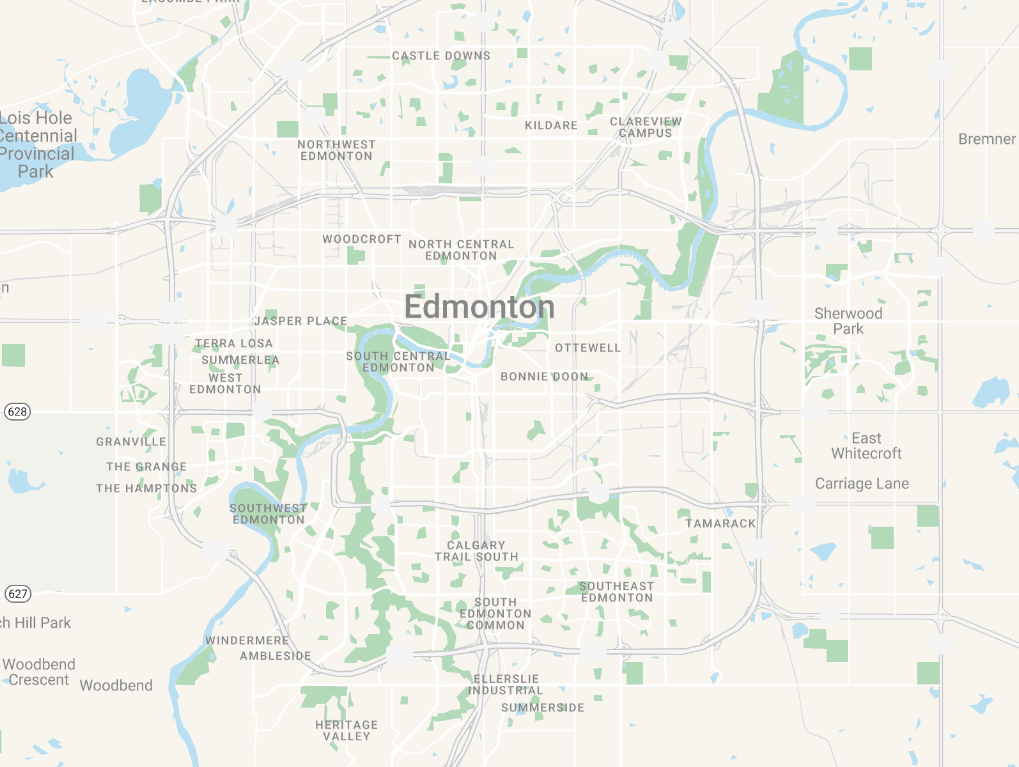 LACOMBE PARK
CASTLE DOWNS
Lois Hole
Centennial
Provincial
Park
KILDARE
CLAREVIEW
CAMPUS
Bremner
NORTHWEST
EDMONTON
WOODCROFT
NORTH CENTRAL
EDMONTON
n
Edmonton
JASPER PLACE
Sherwood
Park
TERRA LOSA
SUMMERLEA
SOUTH CENTRAL
EDMONTON
OTTEWELL
WEST
EDMONTON
BONNIE DOON
628
GRANVILLE
East
Whitecroft
THE GRANGE
THE HAMPTONS
Carriage Lane
SOUTHWEST
EDMONTON
TAMARACK
CALGARY
TRAIL SOUTH
627
SOUTHEAST
EDMONTON
SOUTH
EDMONTON
COMMON
ch Hill Park
WINDERMERE
AMBLESIDE
Woodbend
Crescent
Woodbend
ELLERSLIE
INDUSTRIAL
SUMMERSIDE
HERITAGE
VALLEY